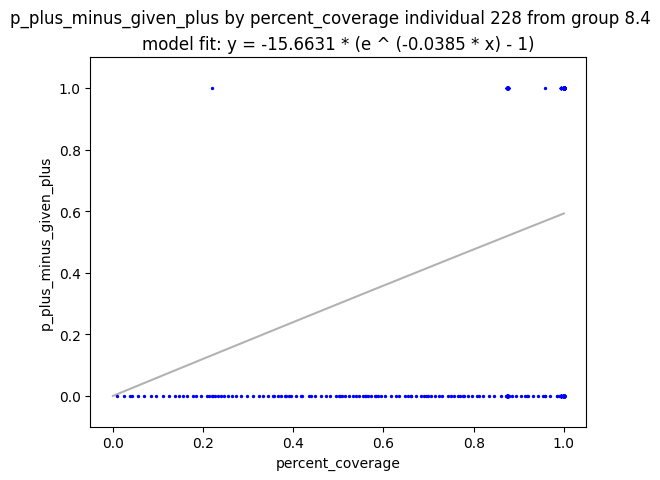 p_plus_minus_given_plus by percent_coverage individual 228 from group 8.4
model fit: y = -15.6631 * (e ^ (-0.0385 * x) - 1)
1.0
0.8
0.6
0.4
0.2
0.0
p_plus_minus_given_plus
0.0 0.2 0.4 0.6 0.8 1.0
percent_coverage